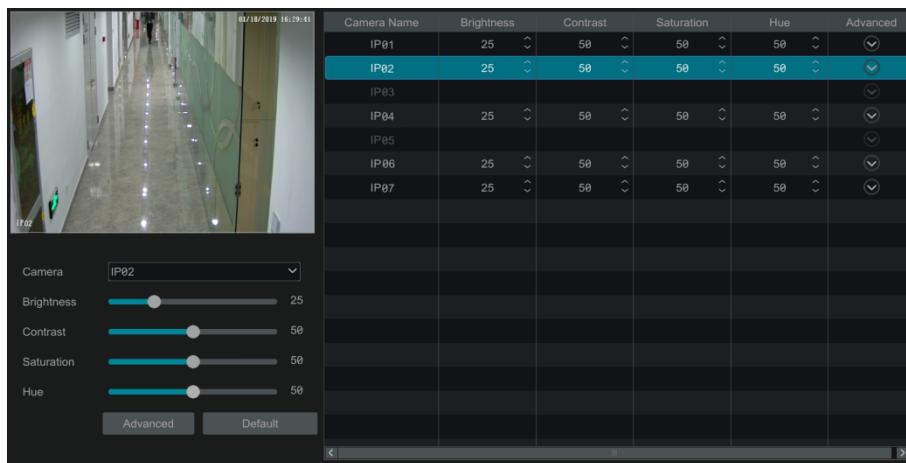 01/18/2019 16:29:41
IP02
Camera Name Brightness Contrast Saturation Hue Advanced
IP01 25 50 50 50
IP02 25 50 50 50
IP03
IP04 25 50 50 50
IP05
IP06 25 50 50 50
IP07 25 50 50 50
Camera IP02
Brightness 25
Contrast 50
Saturation 50
Hue 50
Advanced Default